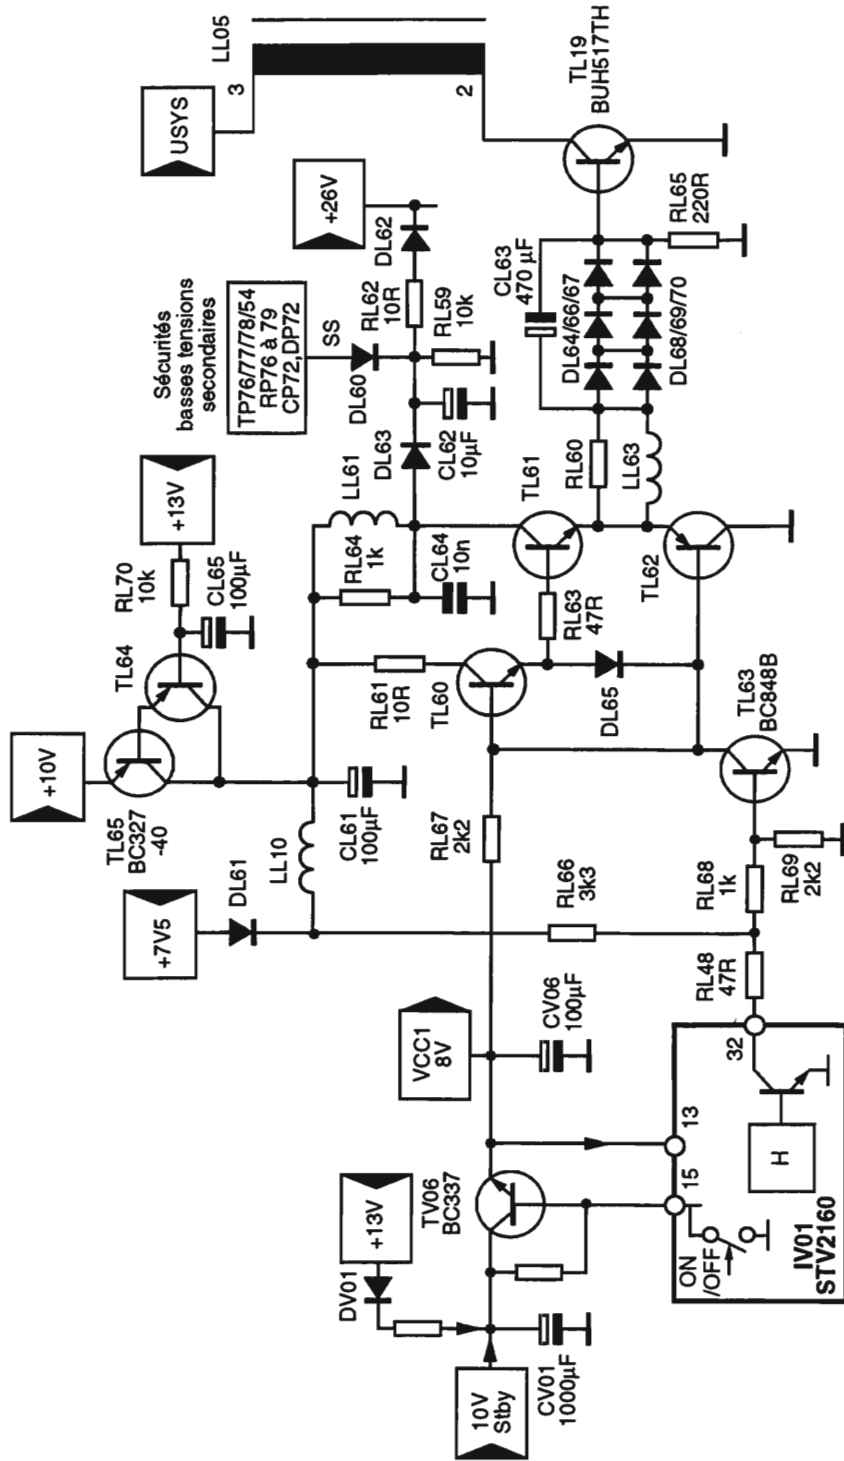 LL05
3
2
USYS
TL19
BUH517TH
+26V
DL62
RL62
10R
RL59
10k
RL65
220R
CL63
470 µF
DL64/66/67
DL68/69/70
Sécurités
basses tensions
secondaires
TP76/77/78/54
RP76 à 79
CP72,DP72
SS
DL60
DL63
CL62
10µF
LL61
RL64
1k
CL64
10n
TL61
RL60
LL63
TL62
+13V
RL70
10k
CL65
100µF
TL64
RL63
47R
RL61
10R
TL60
DL65
TL63
BC848B
+10V
TL65
BC327
-40
CL61
100µF
LL10
RL67
2k2
RL66
3k3
RL68
1k
RL69
2k2
+7V5
DL61
RL48
47R
VCC1
8V
CV06
100µF
32
13
15
H
ON
/OFF
IV01
STV2160
+13V
TV06
BC337
DV01
10V
Stby
CV01
1000µF